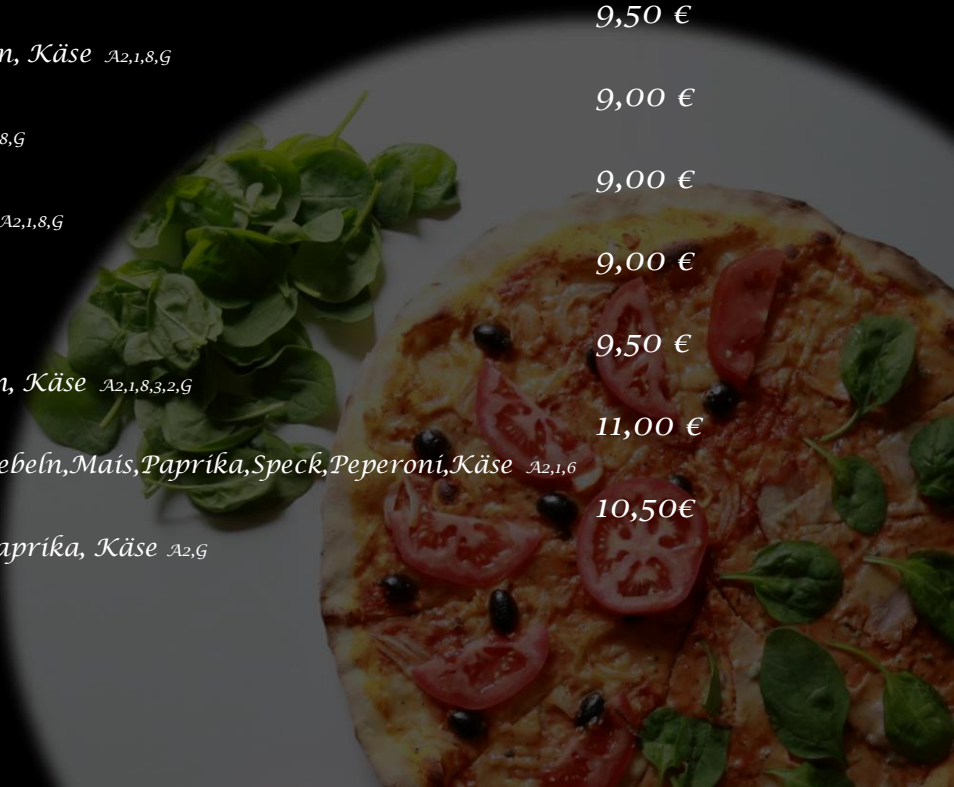 9,50 €
n, Käse A2,1,8,G
9,00 €
8,G
9,00 €
A2,1,8,G
9,00 €
9,50 €
n, Käse A2,1,8,3,2,G
11,00 €
ebeln,Mais,Paprika,Speck,Peperoni,Käse A2,1,6
10,50€
aprika, Käse A2,G